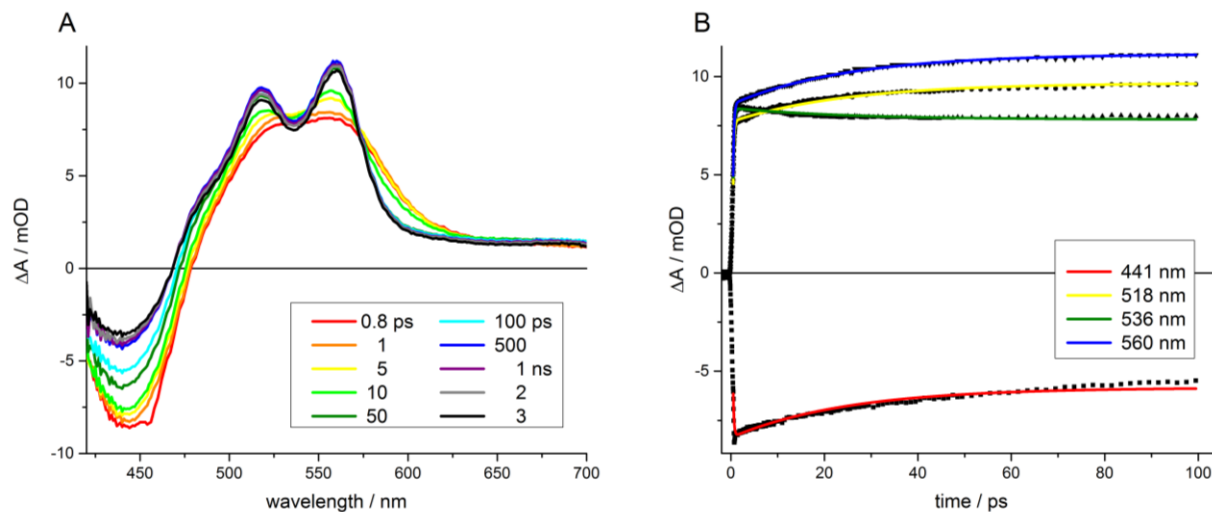 A
ΔA / mOD
10
5
0
-5
-10
0.8 ps
1
5
10
50
100 ps
500
1 ns
2
3
450 500 550 600 650 700
wavelength / nm
B
ΔA / mOD
10
5
0
-5
441 nm
518 nm
536 nm
560 nm
0 20 40 60 80 100
time / ps